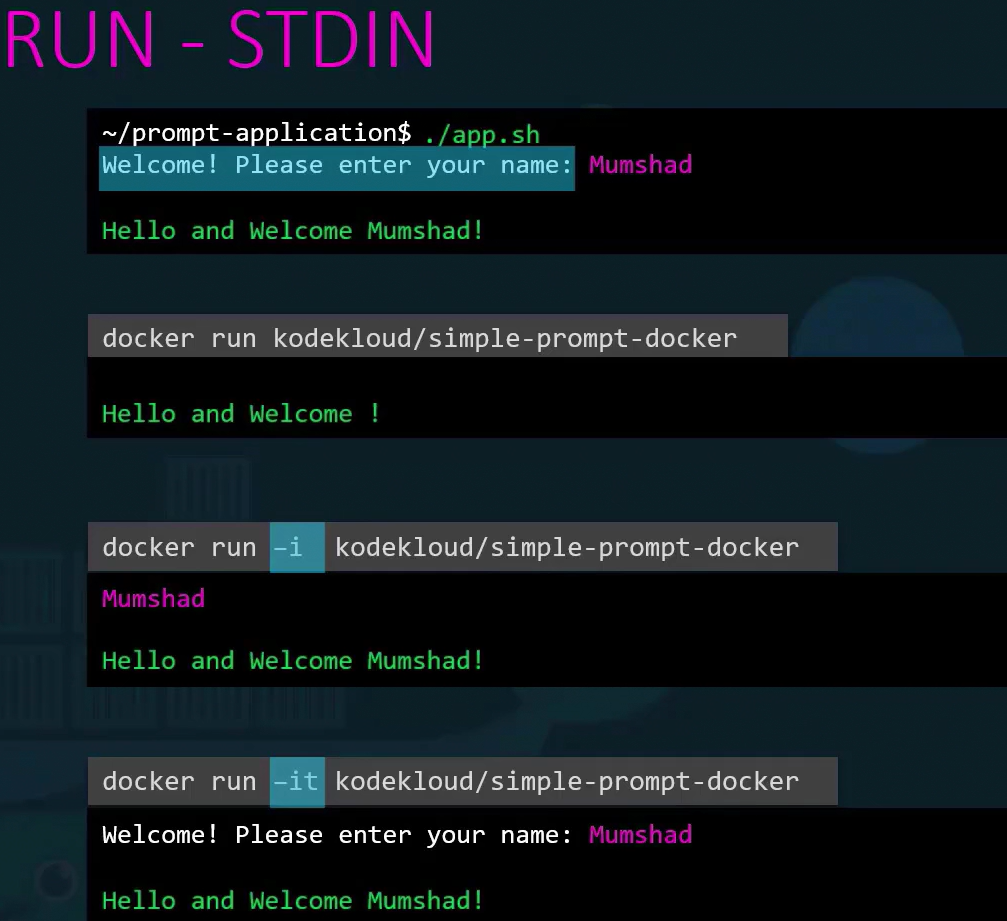 RUN - STDIN
~/prompt-application$ ./app.sh
Welcome! Please enter your name: Mumshad
Hello and Welcome Mumshad!
docker run kodekloud/simple-prompt-docker
Hello and Welcome !
docker run –i kodekloud/simple-prompt-docker
Mumshad
Hello and Welcome Mumshad!
docker run –it kodekloud/simple-prompt-docker
Welcome! Please enter your name: Mumshad
Hello and Welcome Mumshad!